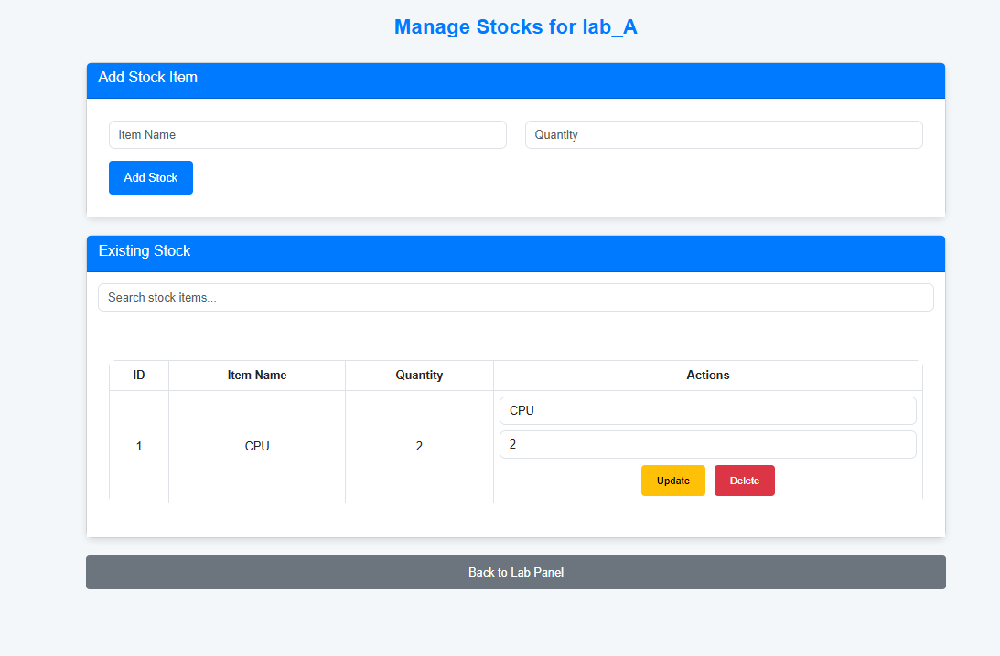 Manage Stocks for lab_A
Add Stock Item
Item Name Quantity
Add Stock
Existing Stock
Search stock items...
ID Item Name Quantity Actions
1 CPU 2 CPU
2
Update Delete
Back to Lab Panel